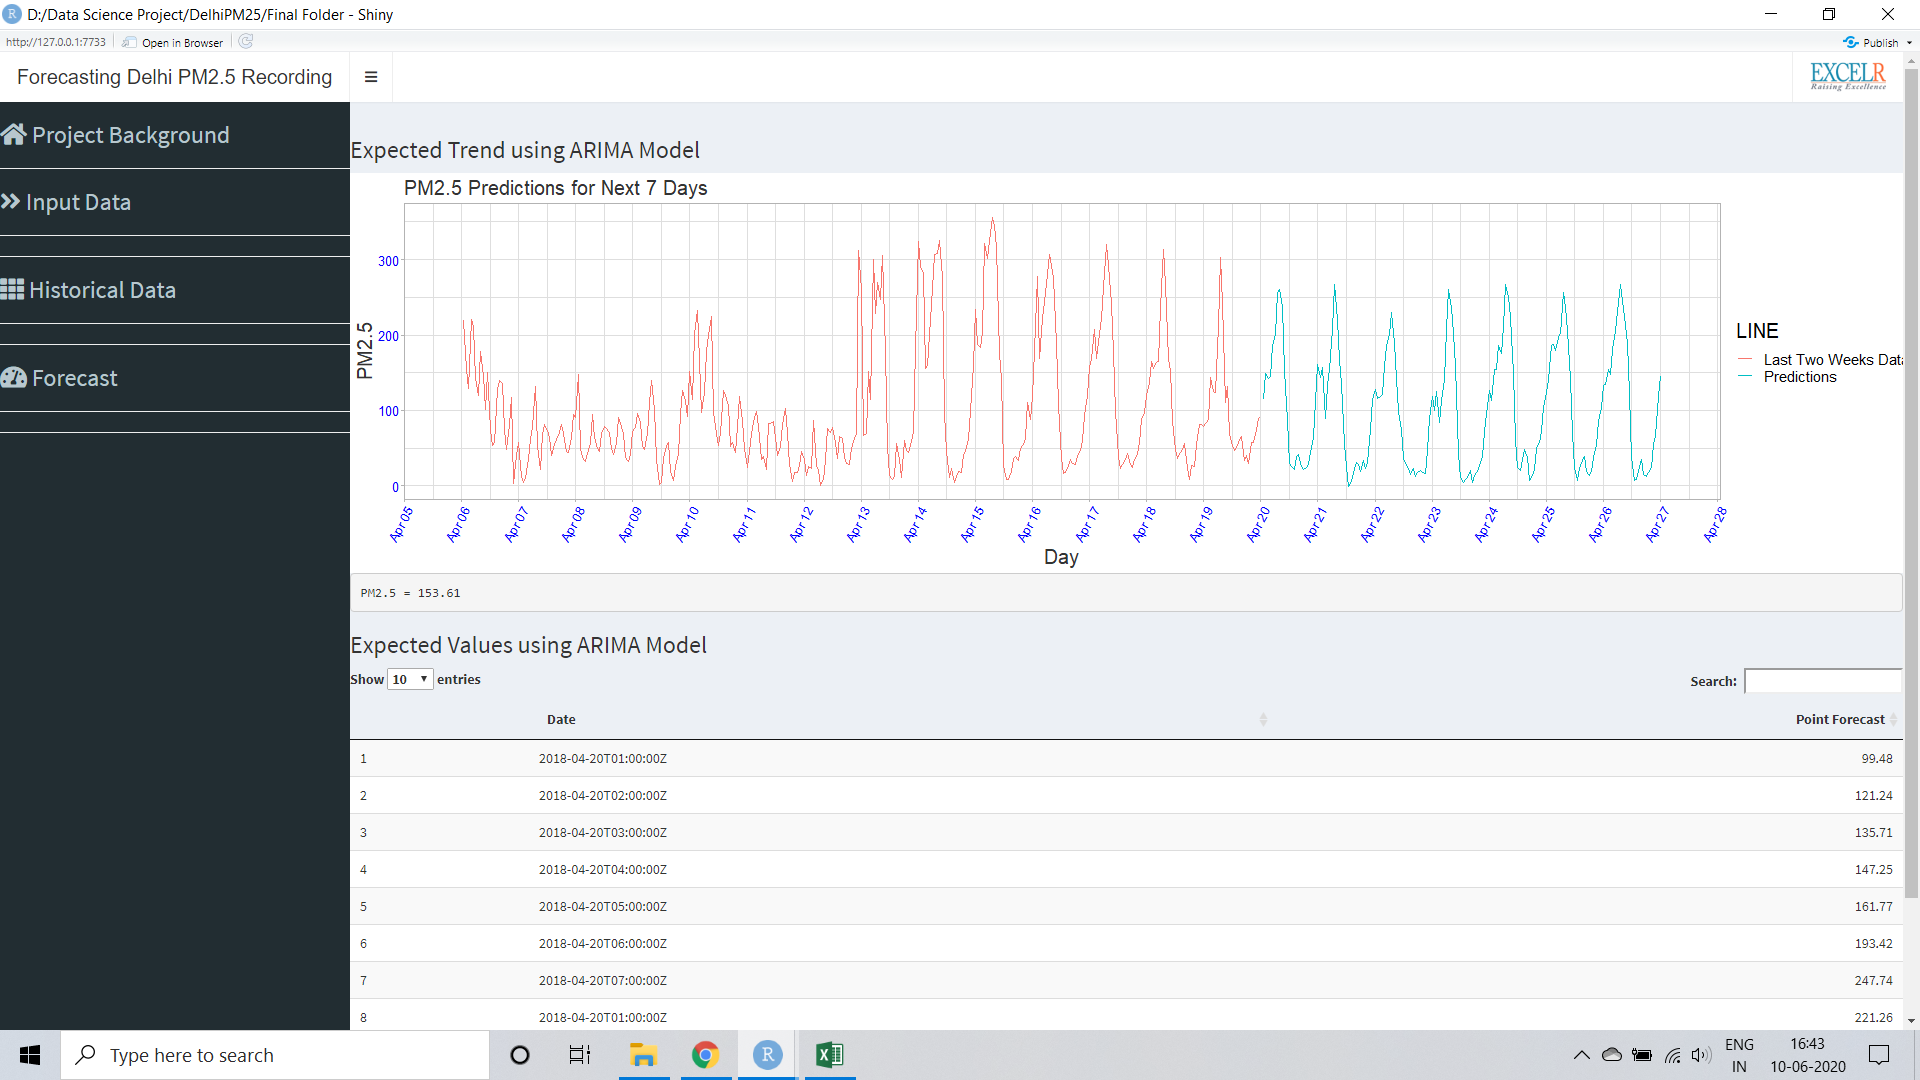 D:/Data Science Project/DelhiPM25/Final Folder - Shiny
http://127.0.0.1:7733 Open in Browser Publish
Forecasting Delhi PM2.5 Recording
EXCELR
Raising Excellence
Project Background
Input Data
Historical Data
Forecast
Expected Trend using ARIMA Model
PM2.5 Predictions for Next 7 Days
PM2.5
300
200
100
0
Apr 05 Apr 06 Apr 07 Apr 08 Apr 09 Apr 10 Apr 11 Apr 12 Apr 13 Apr 14 Apr 15 Apr 16 Apr 17 Apr 18 Apr 19 Apr 20 Apr 21 Apr 22 Apr 23 Apr 24 Apr 25 Apr 26 Apr 27 Apr 28
Day
LINE
Last Two Weeks Data
Predictions
PM2.5 = 153.61
Expected Values using ARIMA Model
Show 10 entries Search:
Date Point Forecast
1 2018-04-20T01:00:00Z 99.48
2 2018-04-20T02:00:00Z 121.24
3 2018-04-20T03:00:00Z 135.71
4 2018-04-20T04:00:00Z 147.25
5 2018-04-20T05:00:00Z 161.77
6 2018-04-20T06:00:00Z 193.42
7 2018-04-20T07:00:00Z 247.74
8 2018-04-20T01:00:00Z 221.26
Type here to search
ENG
IN
16:43
10-06-2020